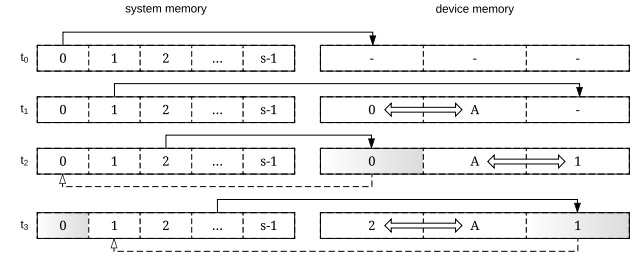 system memory device memory
t0 0 1 2 ... s-1 - - -
t1 0 1 2 ... s-1 0 A -
t2 0 1 2 ... s-1 0 A 1
t3 0 1 2 ... s-1 2 A 1